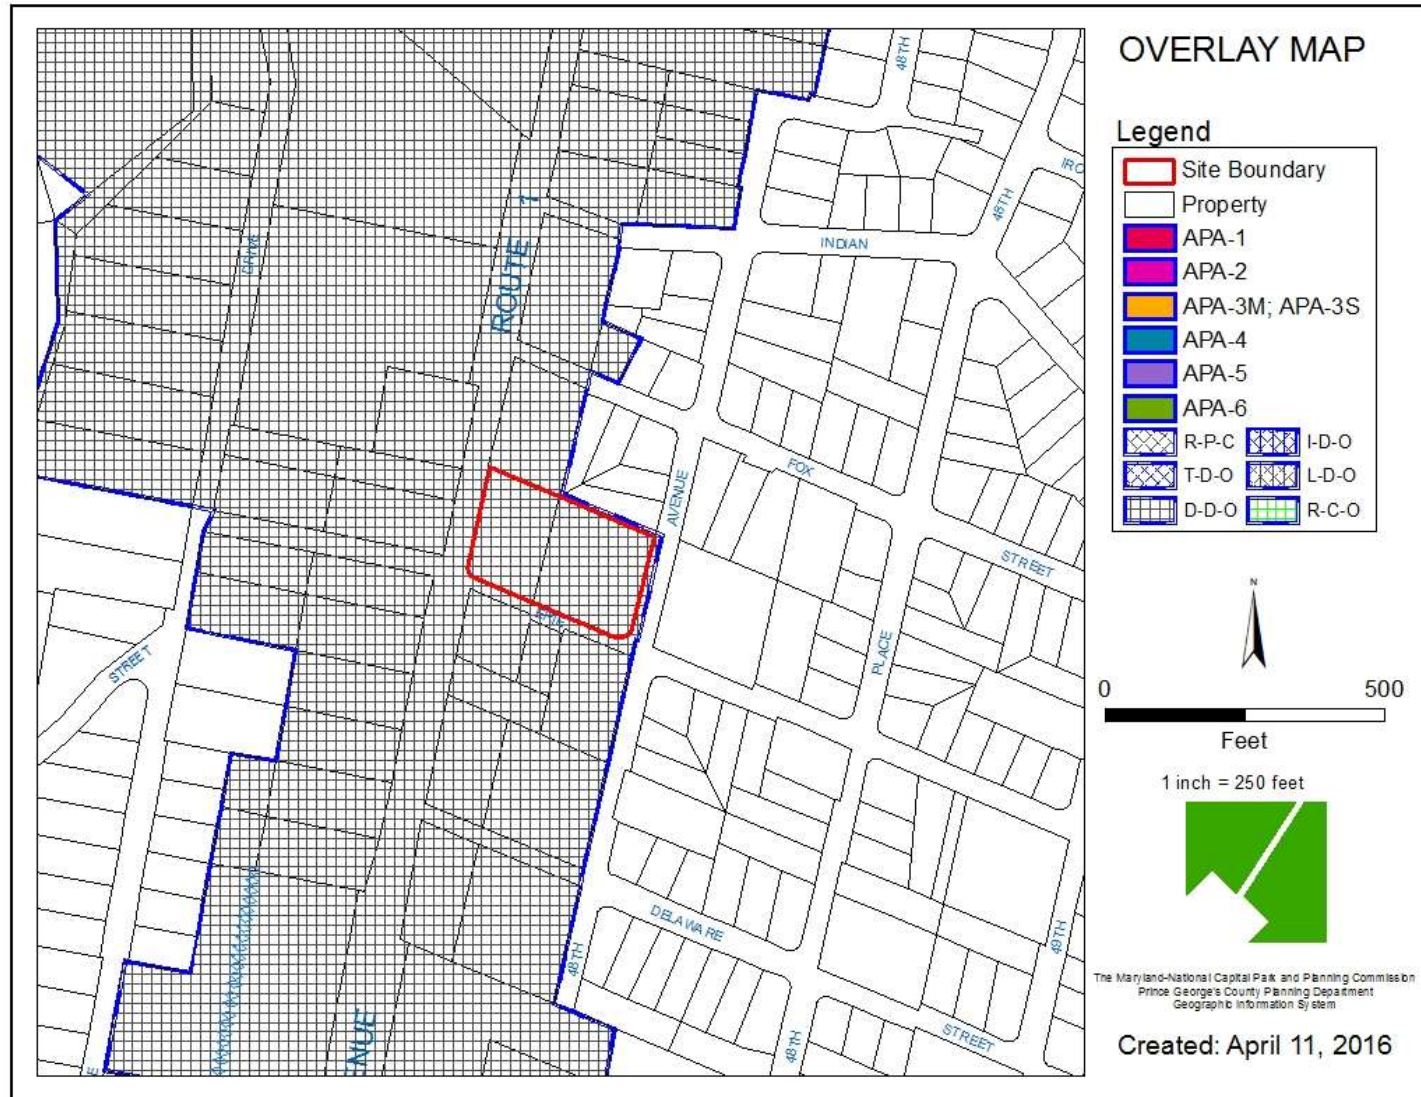 OVERLAY MAP
Legend
Site Boundary
Property
APA-1
APA-2
APA-3M; APA-3S
APA-4
APA-5
APA-6
R-P-C I-D-O
T-D-O L-D-O
D-D-O R-C-O
N
0 500
Feet
1 inch = 250 feet
The Maryland-National Capital Park and Planning Commission
Prince George's County Planning Department
Geographic Information System
Created: April 11, 2016
48TH
IRO
48TH
INDIAN
DRIVE
ROUTE 1
FOX
AVENUE
STREET
ERIE
PLACE
STREET
DELAWARE
49TH
48TH
STREET
48TH
ENUE
E